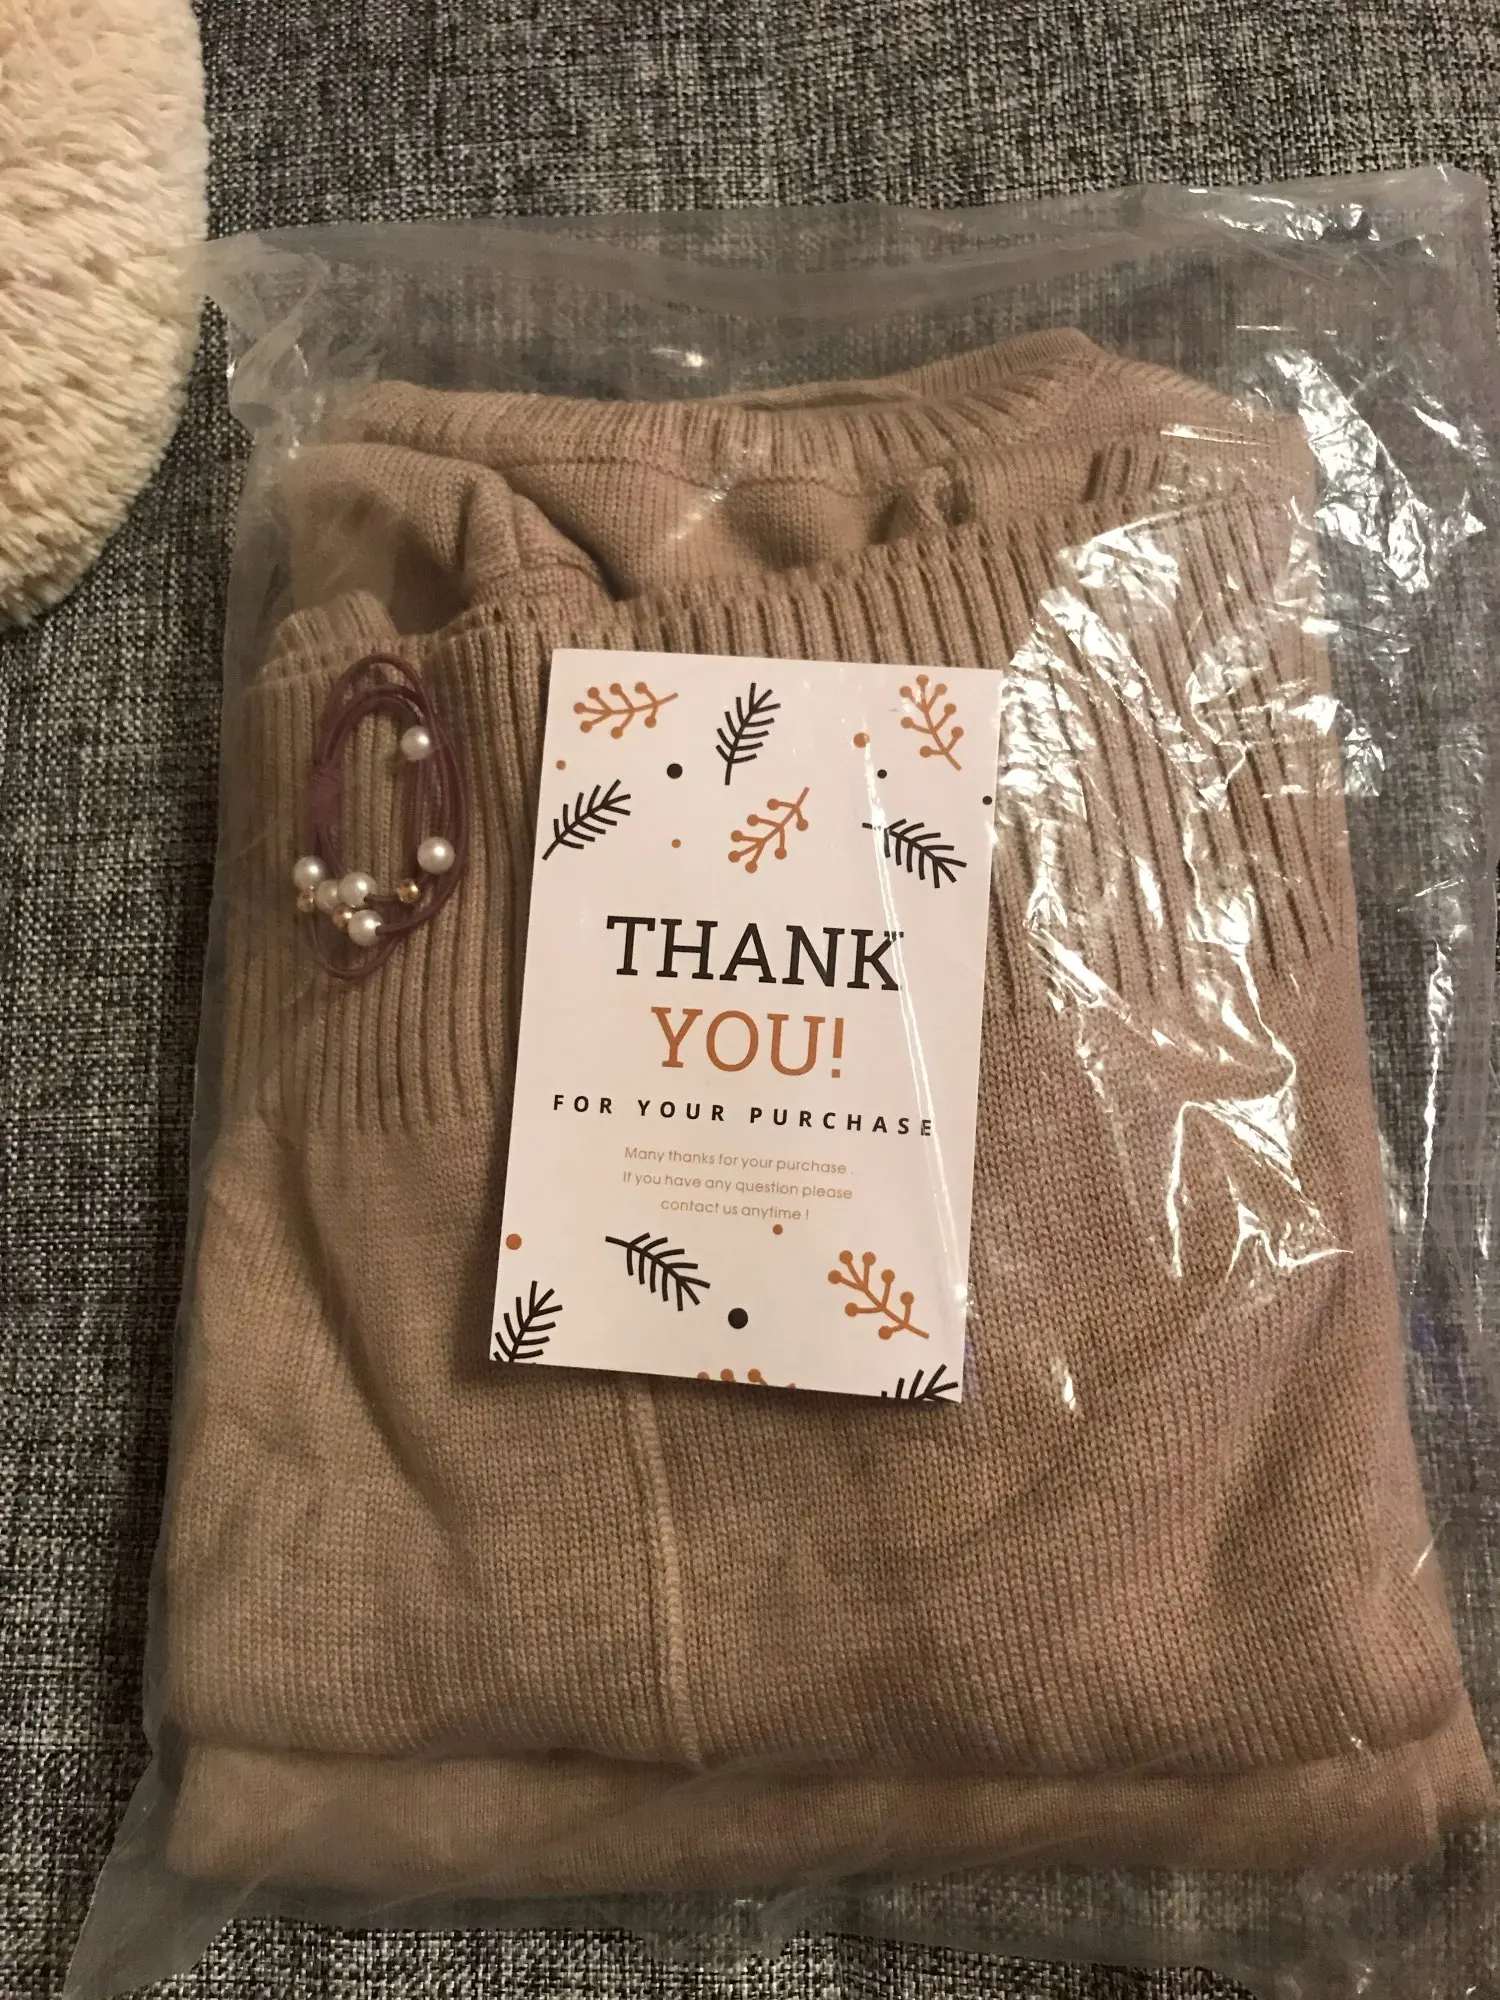 THANK
YOU!
FOR YOUR PURCHASE
Many thanks for your purchase .
If you have any question please
contact us anytime !